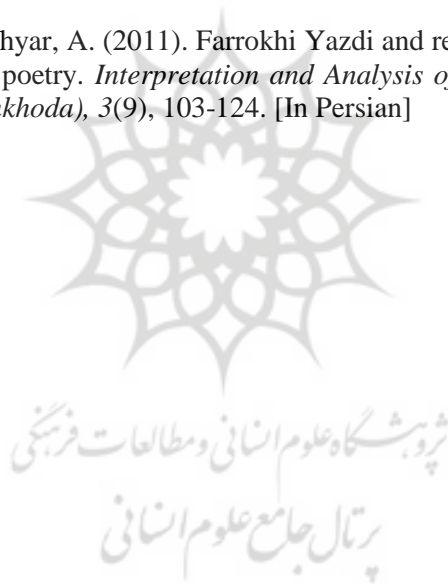 hyar, A. (2011). Farrokhi Yazdi and re
poetry. Interpretation and Analysis of
khoda), 3(9), 103-124. [In Persian]
پژوهشگاه علوم انسانی و مطالعات فرهنگی
پرتال جامع علوم انسانی